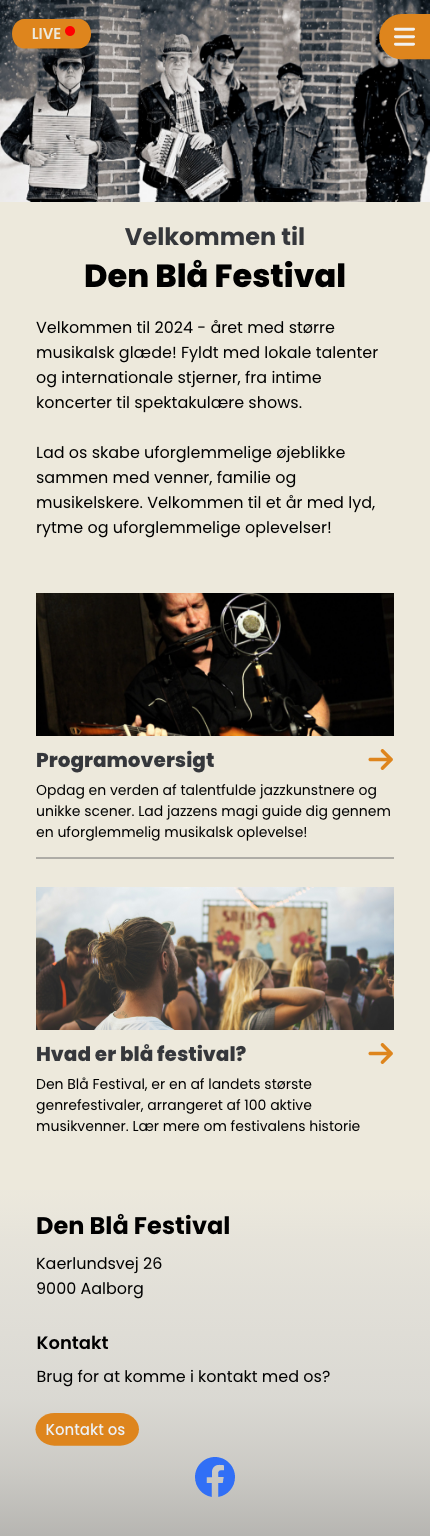 LIVE
Velkommen til
Den Blå Festival
Velkommen til 2024 - året med større
musikalsk glæde! Fyldt med lokale talenter
og internationale stjerner, fra intime
koncerter til spektakulære shows.
Lad os skabe uforglemmelige øjeblikke
sammen med venner, familie og
musikelskere. Velkommen til et år med lyd,
rytme og uforglemmelige oplevelser!
Programoversigt
Opdag en verden af talentfulde jazzkunstnere og
unikke scener. Lad jazzens magi guide dig gennem
en uforglemmelig musikalsk oplevelse!
Hvad er blå festival?
Den Blå Festival, er en af landets største
genrefestivaler, arrangeret af 100 aktive
musikvenner. Lær mere om festivalens historie
Den Blå Festival
Kaerlundsvej 26
9000 Aalborg
Kontakt
Brug for at komme i kontakt med os?
Kontakt os